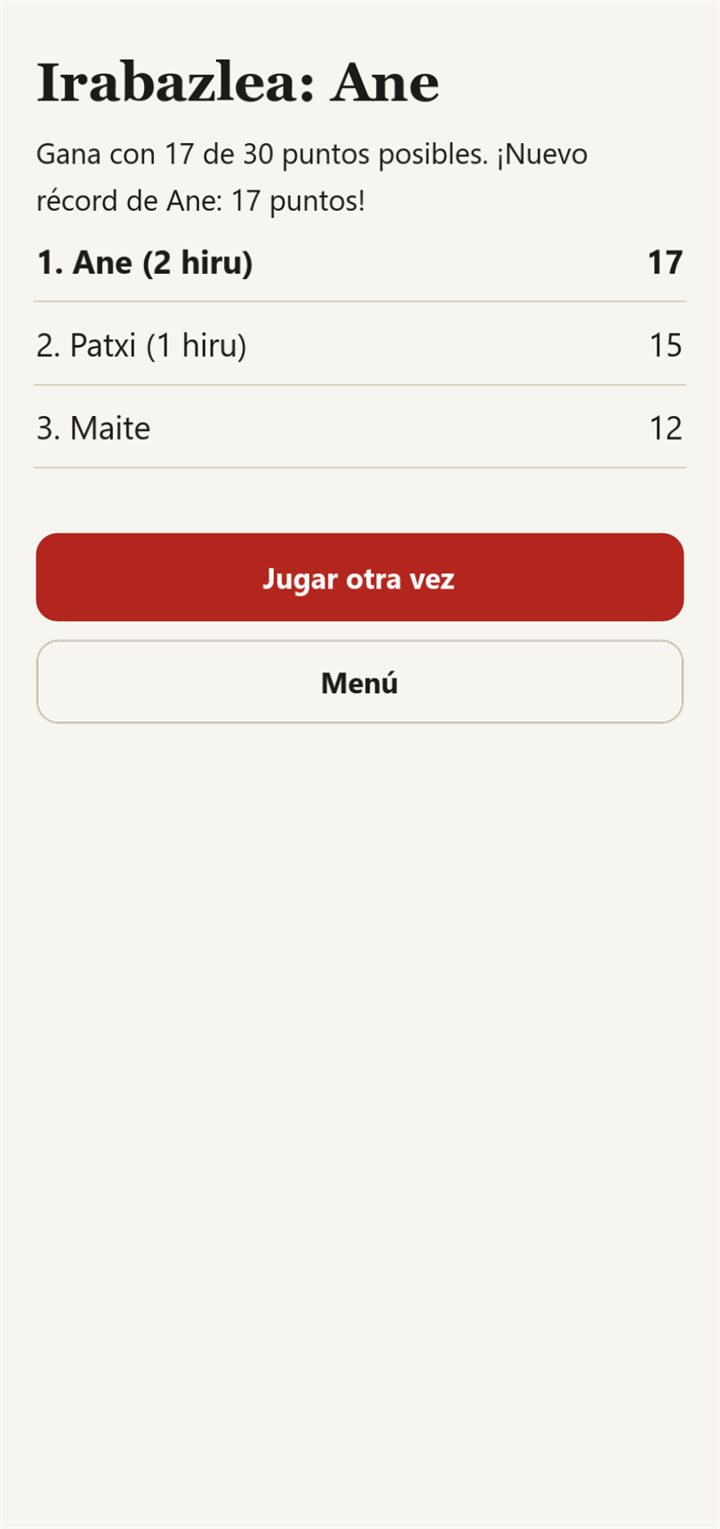 Irabazlea: Ane
Gana con 17 de 30 puntos posibles. ¡Nuevo
récord de Ane: 17 puntos!
1. Ane (2 hiru) 17
2. Patxi (1 hiru) 15
3. Maite 12
Jugar otra vez
Menú